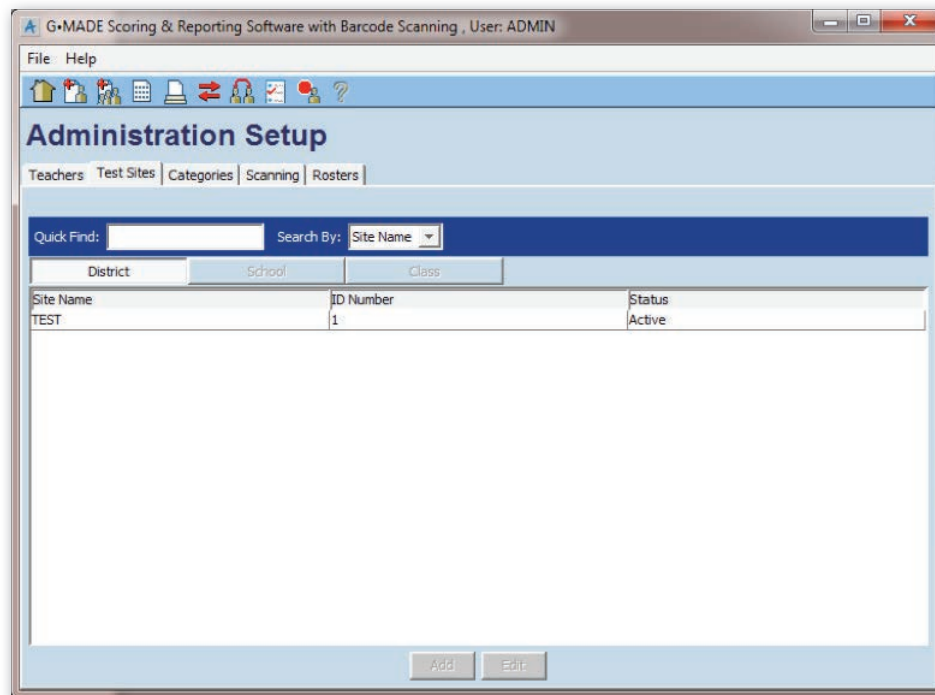 G•MADE Scoring & Reporting Software with Barcode Scanning , User: ADMIN
File Help
Administration Setup
Teachers Test Sites Categories Scanning Rosters
Quick Find: Search By: Site Name
District School Class
Site Name ID Number Status
TEST 1 Active
Add Edit